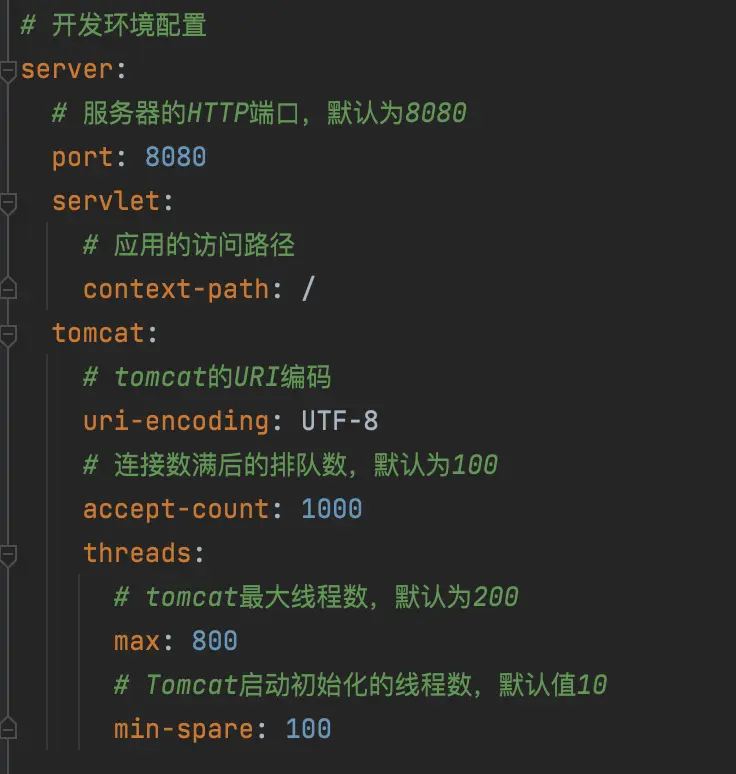 # 开发环境配置
server:
  # 服务器的HTTP端口，默认为8080
  port: 8080
  servlet:
    # 应用的访问路径
    context-path: /
  tomcat:
    # tomcat的URI编码
    uri-encoding: UTF-8
    # 连接数满后的排队数，默认为100
    accept-count: 1000
    threads:
      # tomcat最大线程数，默认为200
      max: 800
      # Tomcat启动初始化的线程数，默认值10
      min-spare: 100